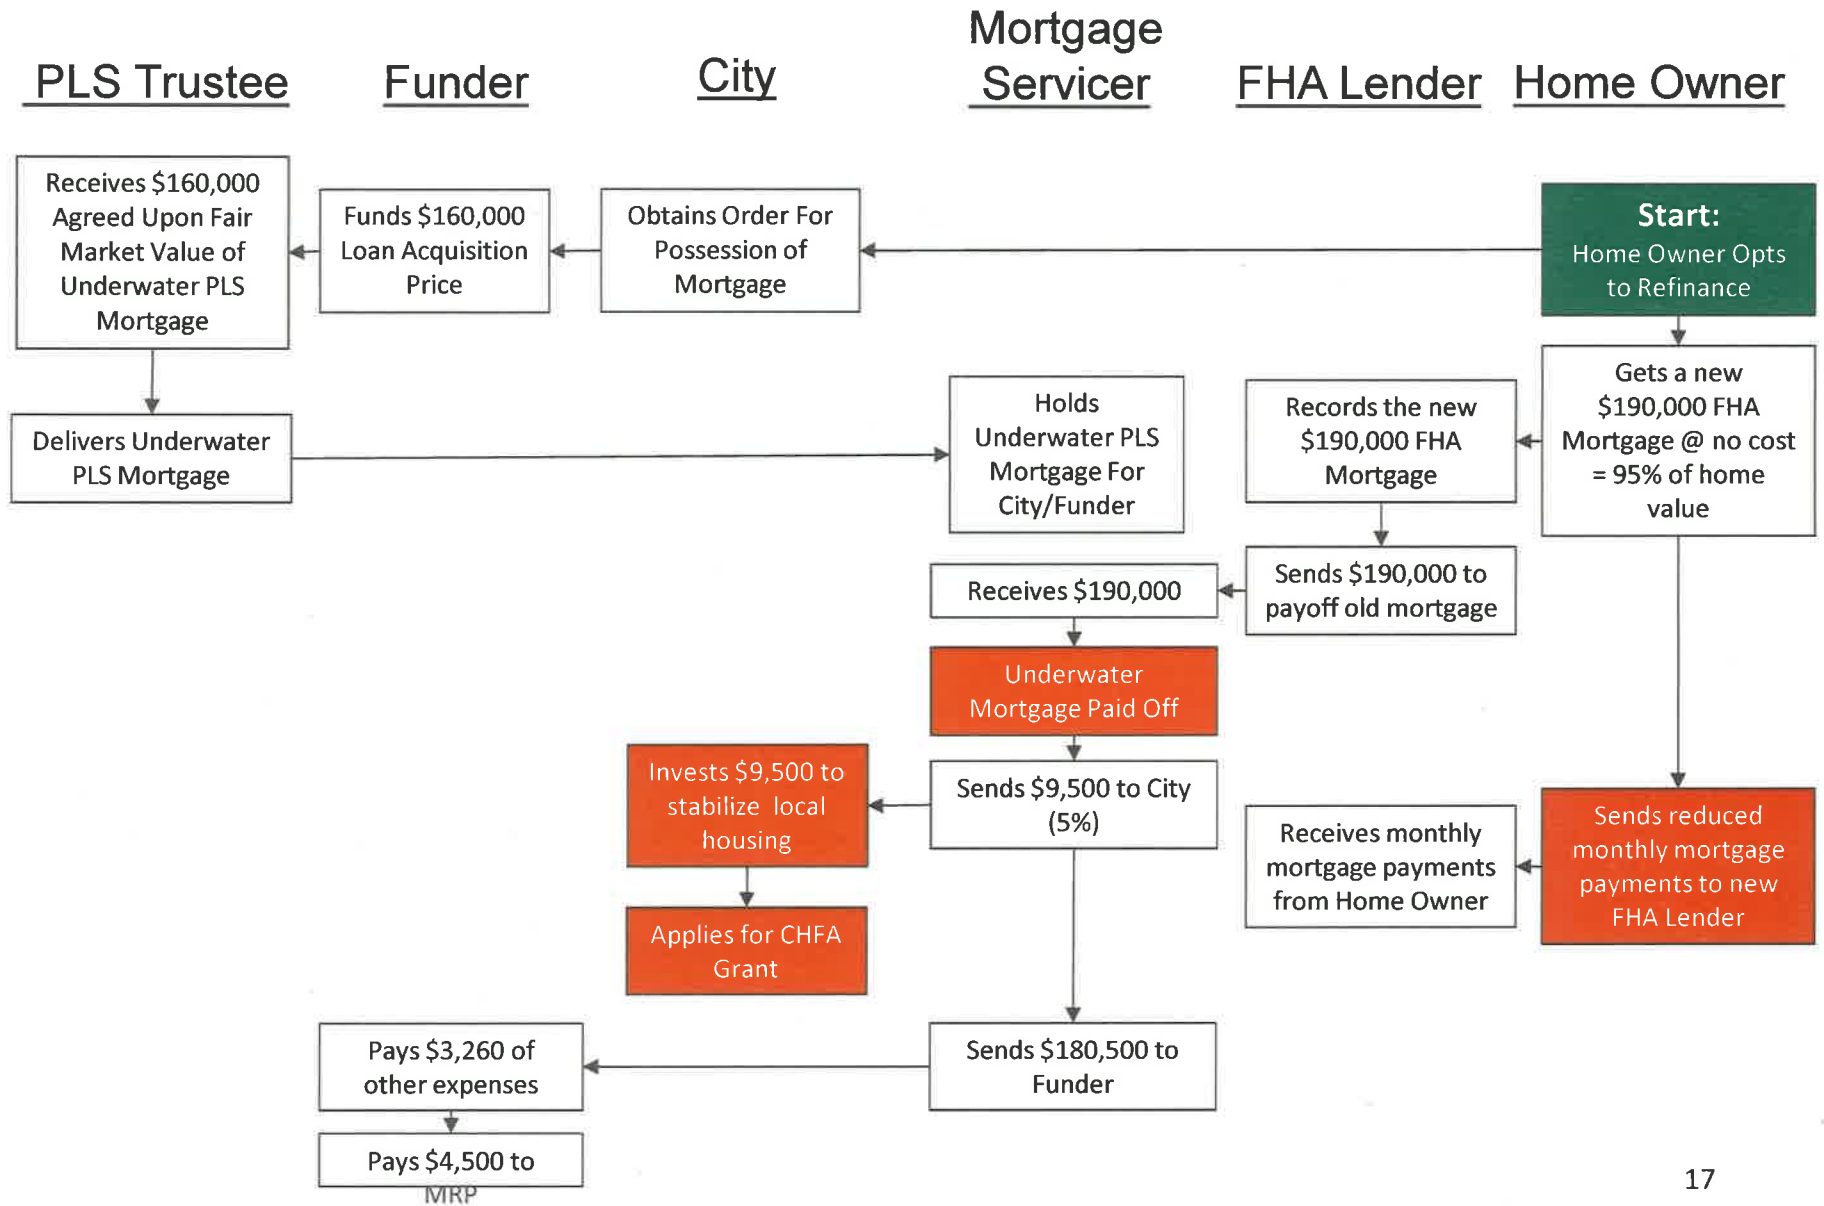 PLS Trustee
Funder
City
Mortgage
Servicer
FHA Lender
Home Owner
Receives $160,000
Agreed Upon Fair
Market Value of
Underwater PLS
Mortgage
Funds $160,000
Loan Acquisition
Price
Obtains Order For
Possession of
Mortgage
Start:
Home Owner Opts
to Refinance
Delivers Underwater
PLS Mortgage
Holds
Underwater PLS
Mortgage For
City/Funder
Records the new
$190,000 FHA
Mortgage
Gets a new
$190,000 FHA
Mortgage @ no cost
= 95% of home
value
Receives $190,000
Sends $190,000 to
payoff old mortgage
Underwater
Mortgage Paid Off
Invests $9,500 to
stabilize local
housing
Sends $9,500 to City
(5%)
Receives monthly
mortgage payments
from Home Owner
Sends reduced
monthly mortgage
payments to new
FHA Lender
Applies for CHFA
Grant
Pays $3,260 of
other expenses
Sends $180,500 to
Funder
Pays $4,500 to
MRP
17